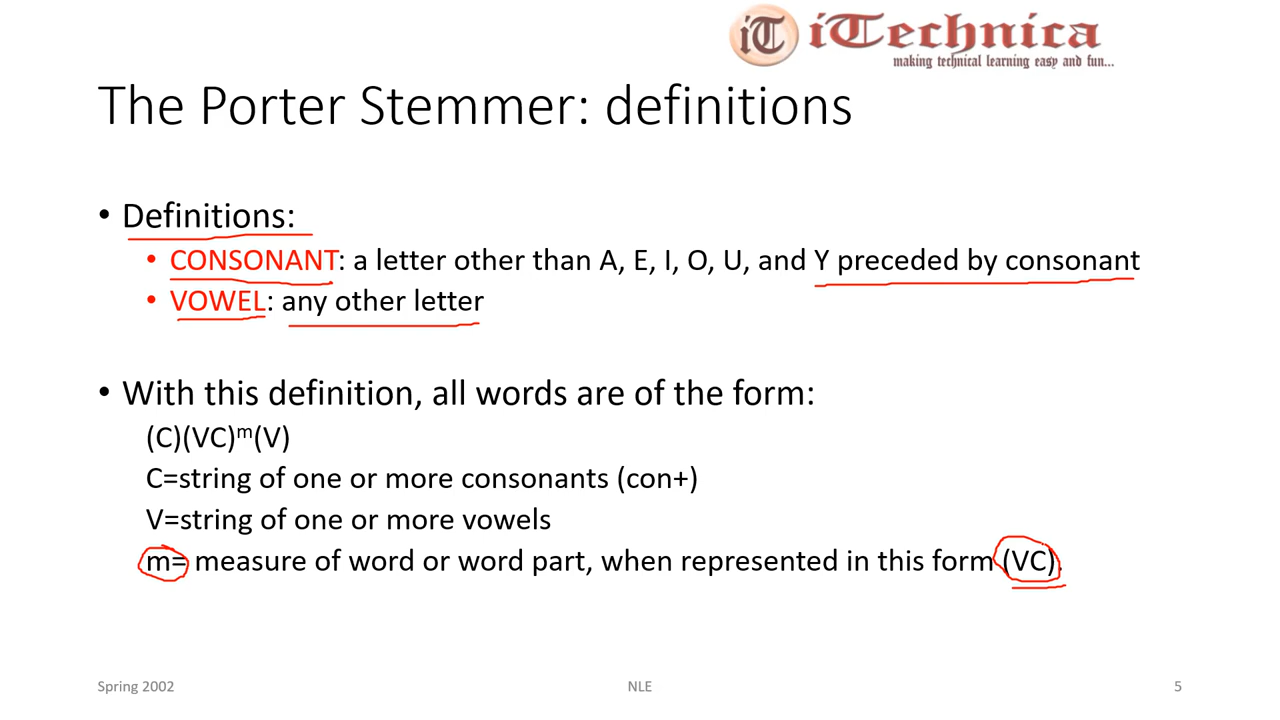 iT iTechnica
making technical learning easy and fun...
The Porter Stemmer: definitions
• Definitions:
• CONSONANT: a letter other than A, E, I, O, U, and Y preceded by consonant
• VOWEL: any other letter
• With this definition, all words are of the form:
(C)(VC)ᵐ(V)
C=string of one or more consonants (con+)
V=string of one or more vowels
m= measure of word or word part, when represented in this form (VC).
Spring 2002 NLE 5